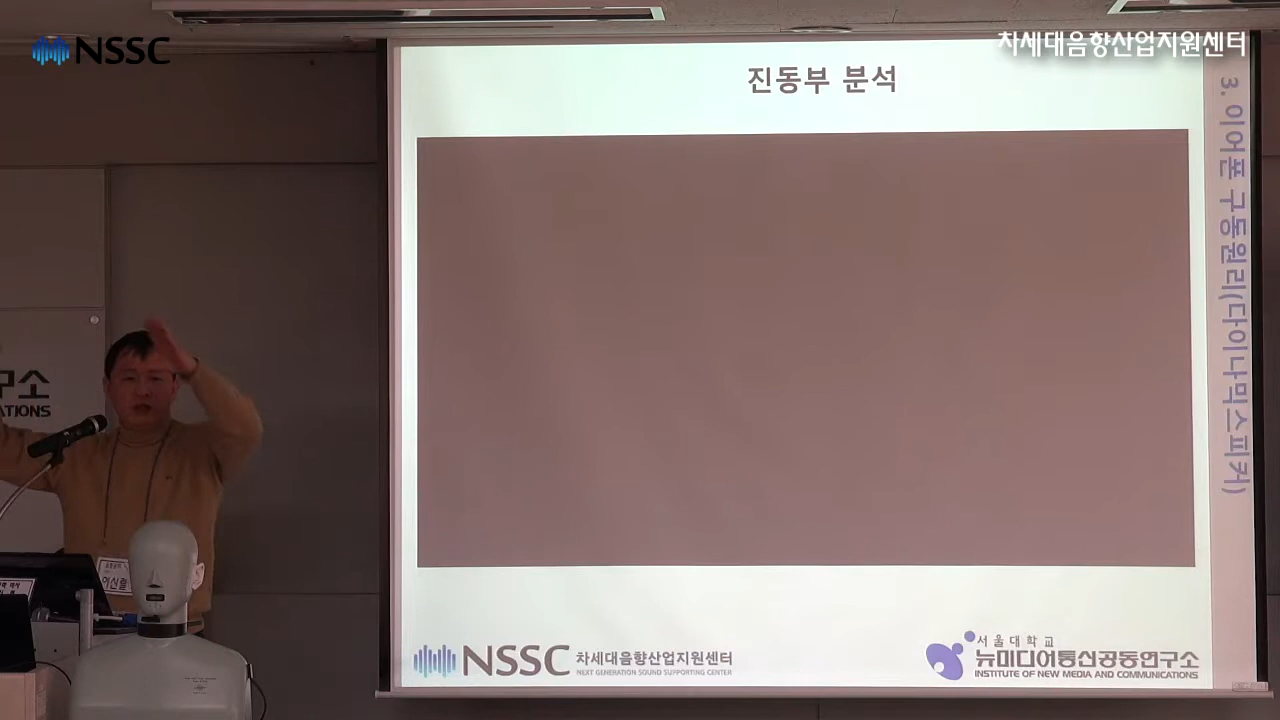 NSSC
차세대음향산업지원센터
진동부 분석
3. 이어폰 구동원리(다이나믹스피커)
구소
ATIONS
NSSC 차세대음향산업지원센터
NEXT GENERATION SOUND SUPPORTING CENTER
서울대학교
뉴미디어통신공동연구소
INSTITUTE OF NEW MEDIA AND COMMUNICATIONS